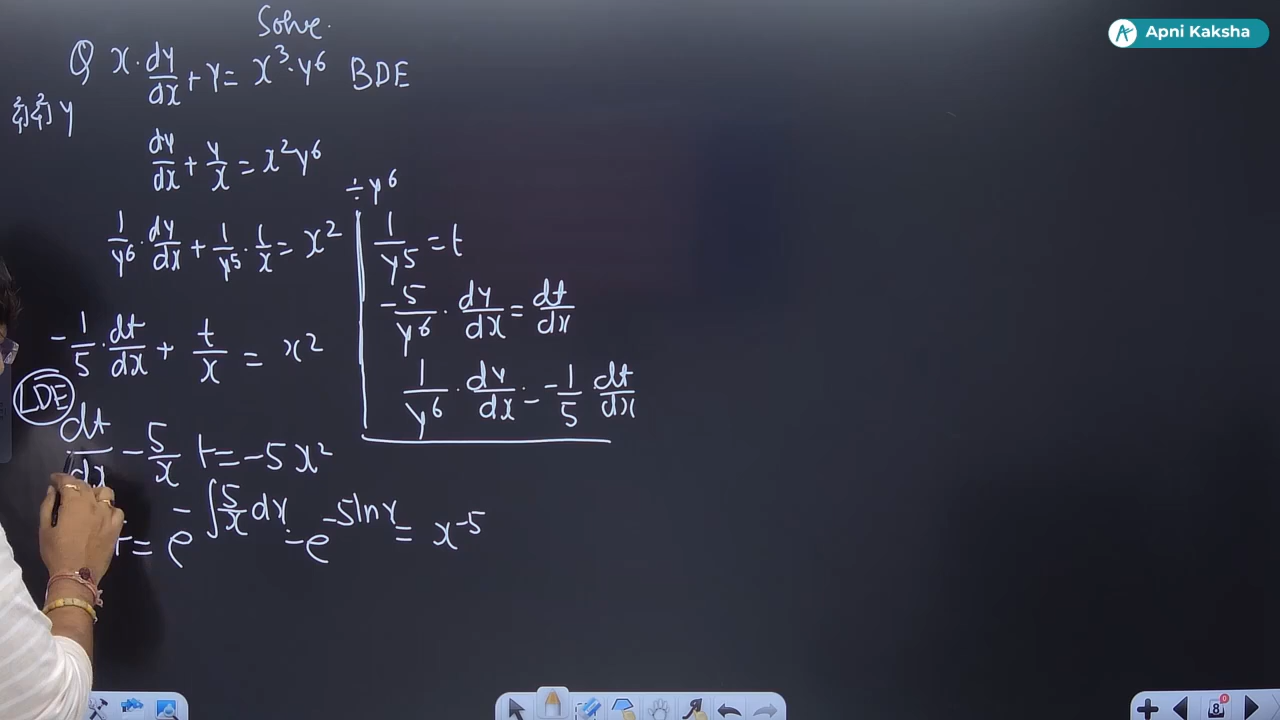 Solve.
Apni Kaksha
Q x·dy/dx + y = x³·y⁶ BDE
y
dy/dx + y/x = x²y⁶
÷y⁶
1/y⁶·dy/dx + 1/y⁵·1/x = x²
-1/5·dt/dx + t/x = x²
LDE
dt/dx - 5/x t = -5x²
= e^(-∫5/x dx) = e^(-5lnx) = x⁻⁵
1/y⁵ = t
-5/y⁶·dy/dx = dt/dx
1/y⁶·dy/dx = -1/5 dt/dx
8
0